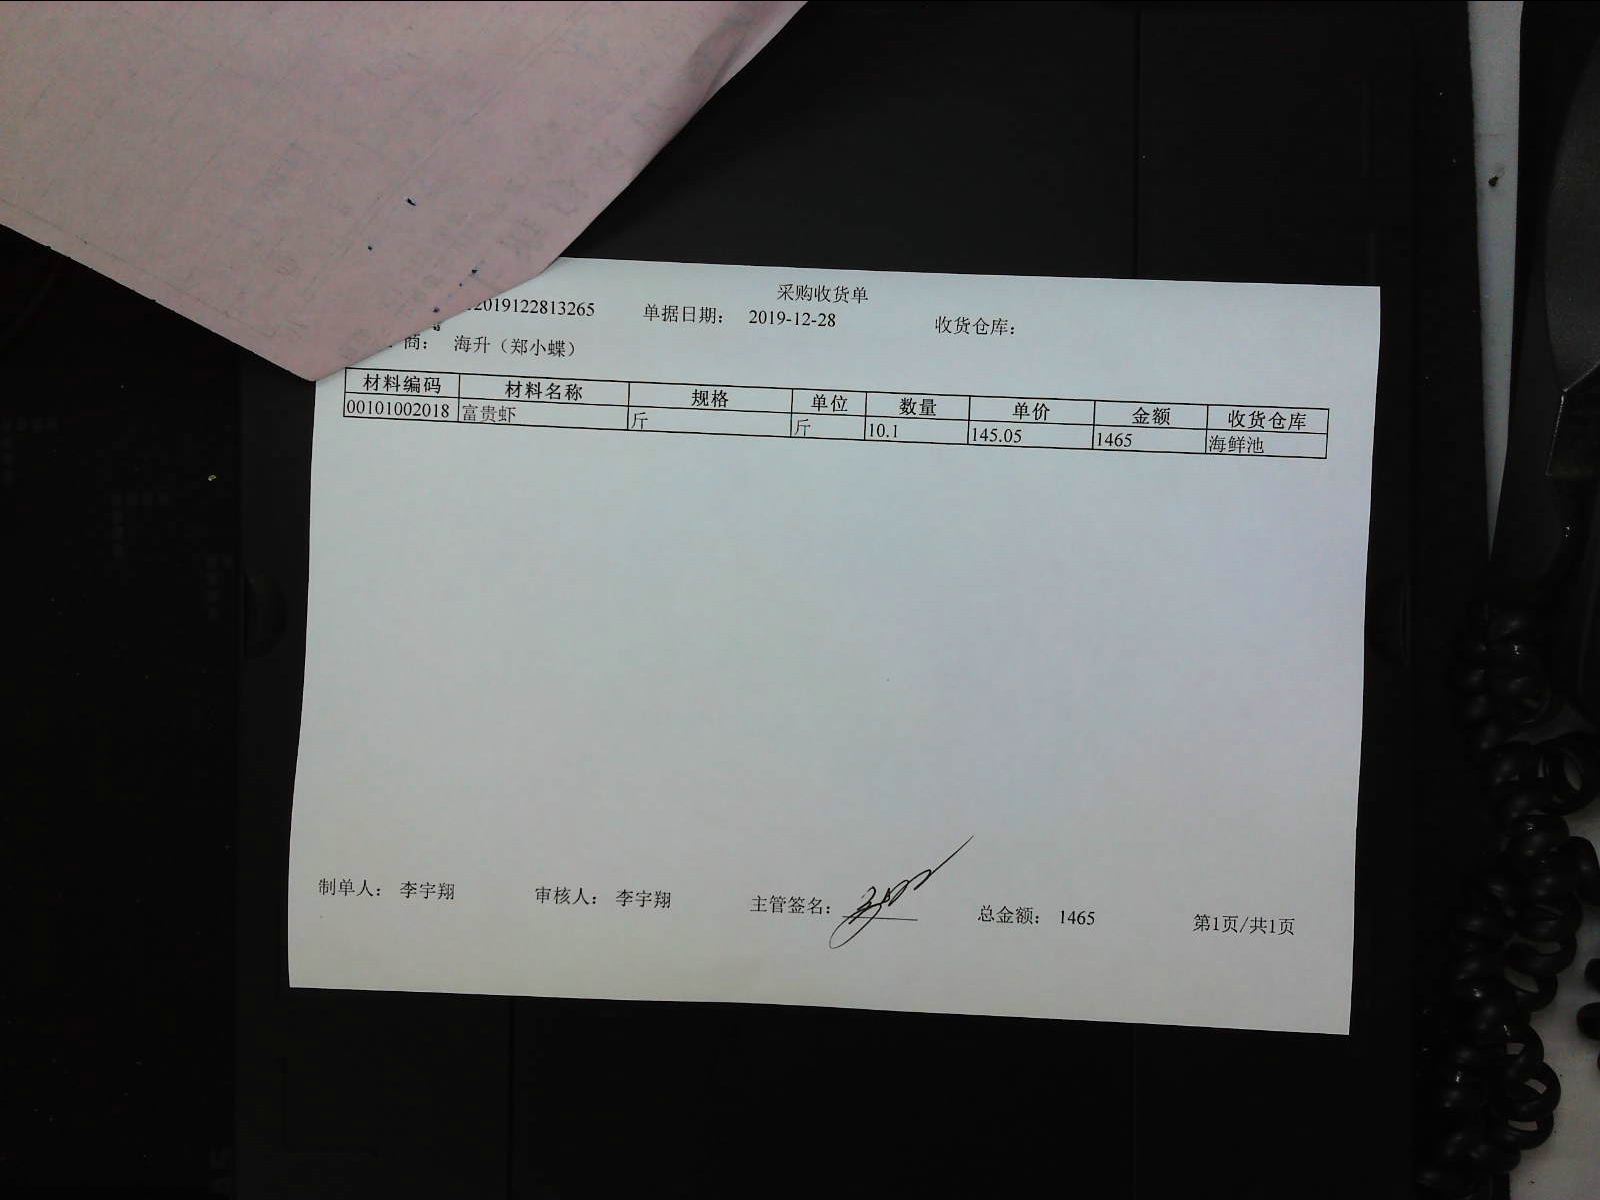 采购收货单
2019122813265 单据日期： 2019-12-28 收货仓库：
商： 海升（郑小蝶）
材料编码 材料名称 规格 单位 数量 单价 金额 收货仓库
00101002018 富贵虾 斤 斤 10.1 145.05 1465 海鲜池
制单人： 李宇翔 审核人： 李宇翔 主管签名： 总金额： 1465 第1页/共1页